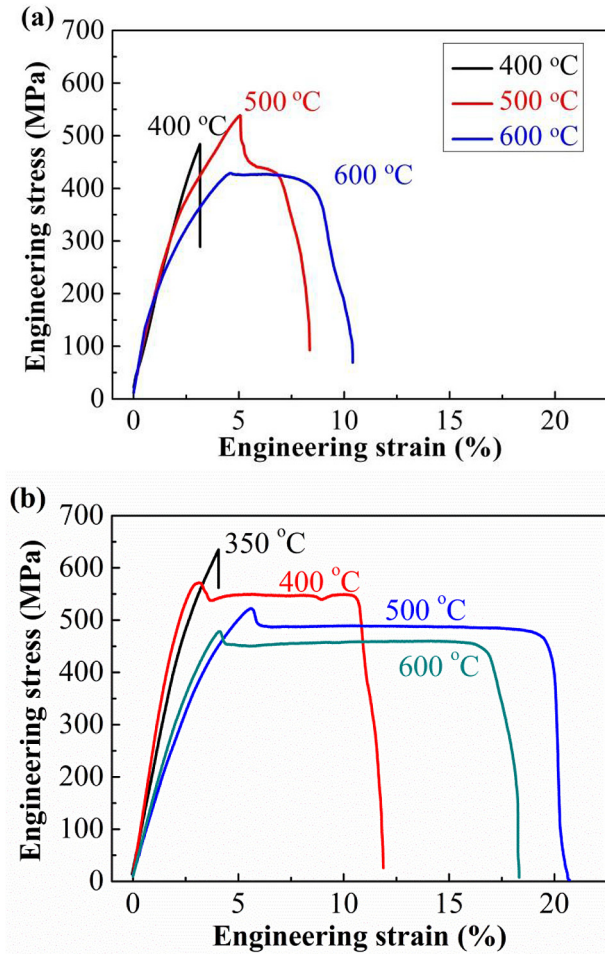 (a)
700
600
500
400
300
200
100
0
Engineering stress (MPa)
400 °C
500 °C
600 °C
400 °C
500 °C
600 °C
0 5 10 15 20
Engineering strain (%)
(b)
700
600
500
400
300
200
100
0
Engineering stress (MPa)
350 °C
400 °C
500 °C
600 °C
0 5 10 15 20
Engineering strain (%)